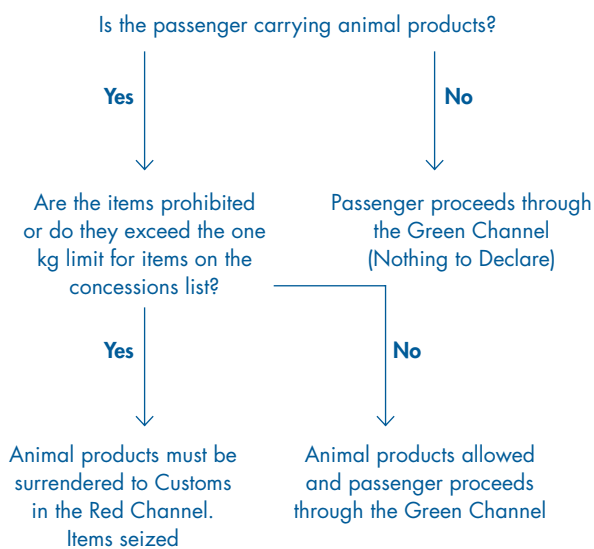 Is the passenger carrying animal products?
Yes
No
Are the items prohibited
or do they exceed the one
kg limit for items on the
concessions list?
Passenger proceeds through
the Green Channel
(Nothing to Declare)
Yes
No
Animal products must be
surrendered to Customs
in the Red Channel.
Items seized
Animal products allowed
and passenger proceeds
through the Green Channel